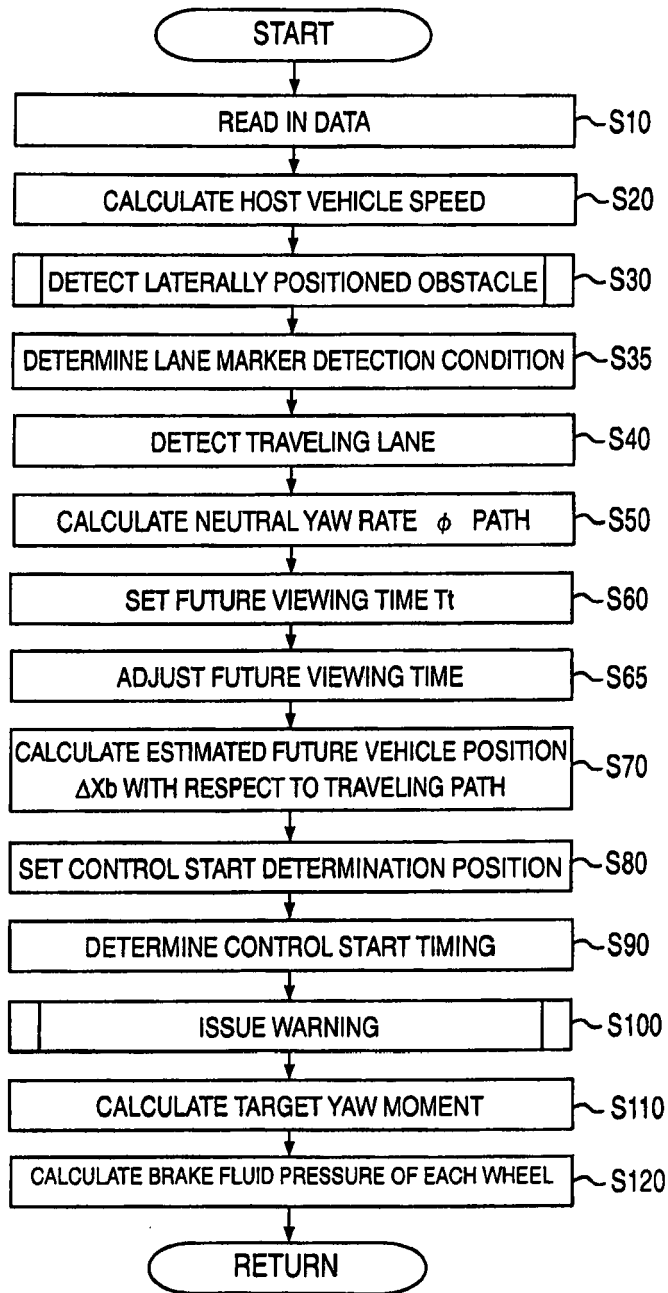 START
READ IN DATA
S10
CALCULATE HOST VEHICLE SPEED
S20
DETECT LATERALLY POSITIONED OBSTACLE
S30
DETERMINE LANE MARKER DETECTION CONDITION
S35
DETECT TRAVELING LANE
S40
CALCULATE NEUTRAL YAW RATE ϕ PATH
S50
SET FUTURE VIEWING TIME Tt
S60
ADJUST FUTURE VIEWING TIME
S65
CALCULATE ESTIMATED FUTURE VEHICLE POSITION
ΔXb WITH RESPECT TO TRAVELING PATH
S70
SET CONTROL START DETERMINATION POSITION
S80
DETERMINE CONTROL START TIMING
S90
ISSUE WARNING
S100
CALCULATE TARGET YAW MOMENT
S110
CALCULATE BRAKE FLUID PRESSURE OF EACH WHEEL
S120
RETURN